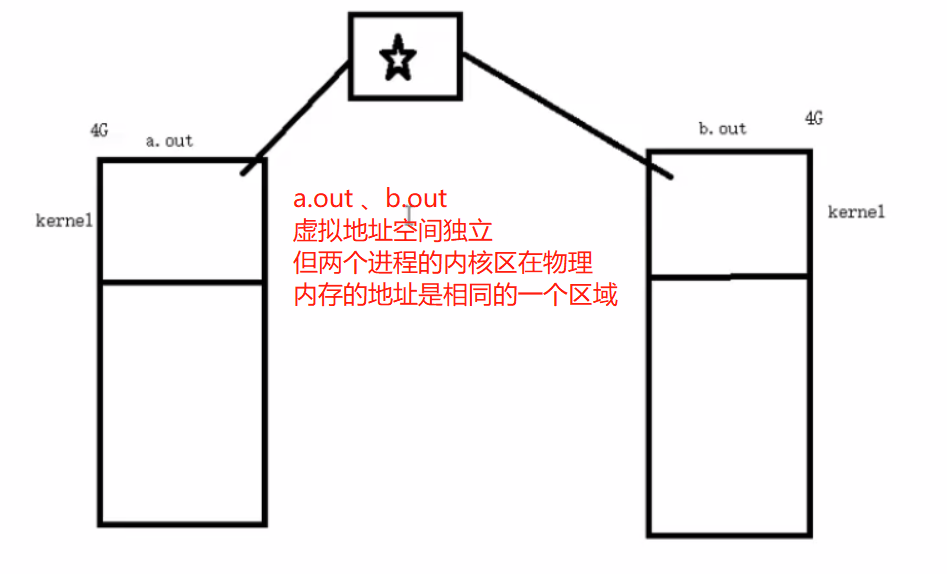 4G
a.out
b.out
4G
kernel
kernel
a.out 、b.out
虚拟地址空间独立
但两个进程的内核区在物理
内存的地址是相同的一个区域